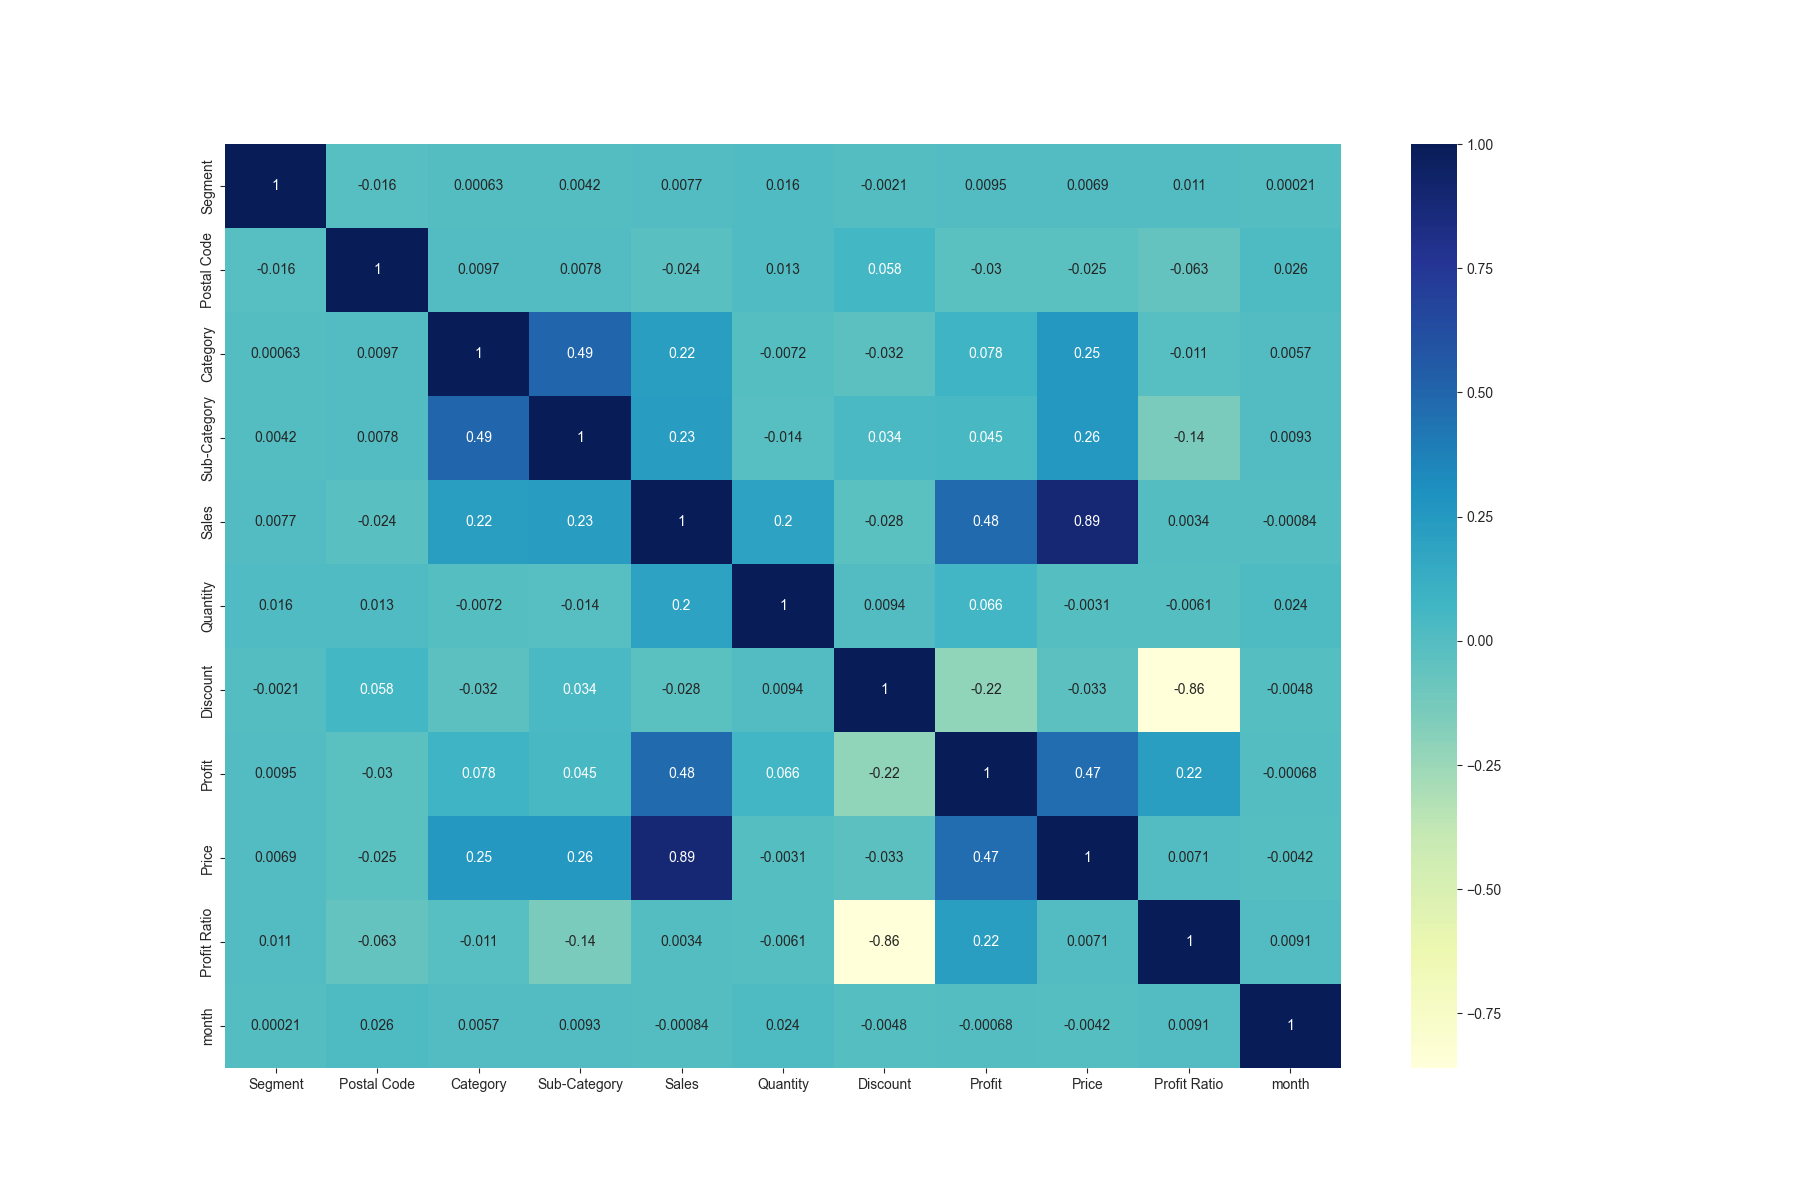 Segment 1 -0.016 0.00063 0.0042 0.0077 0.016 -0.0021 0.0095 0.0069 0.011 0.00021
Postal Code -0.016 1 0.0097 0.0078 -0.024 0.013 0.058 -0.03 -0.025 -0.063 0.026
Category 0.00063 0.0097 1 0.49 0.22 -0.0072 -0.032 0.078 0.25 -0.011 0.0057
Sub-Category 0.0042 0.0078 0.49 1 0.23 -0.014 0.034 0.045 0.26 -0.14 0.0093
Sales 0.0077 -0.024 0.22 0.23 1 0.2 -0.028 0.48 0.89 0.0034 -0.00084
Quantity 0.016 0.013 -0.0072 -0.014 0.2 1 0.0094 0.066 -0.0031 -0.0061 0.024
Discount -0.0021 0.058 -0.032 0.034 -0.028 0.0094 1 -0.22 -0.033 -0.86 -0.0048
Profit 0.0095 -0.03 0.078 0.045 0.48 0.066 -0.22 1 0.47 0.22 -0.00068
Price 0.0069 -0.025 0.25 0.26 0.89 -0.0031 -0.033 0.47 1 0.0071 -0.0042
Profit Ratio 0.011 -0.063 -0.011 -0.14 0.0034 -0.0061 -0.86 0.22 0.0071 1 0.0091
month 0.00021 0.026 0.0057 0.0093 -0.00084 0.024 -0.0048 -0.00068 -0.0042 0.0091 1
Segment Postal Code Category Sub-Category Sales Quantity Discount Profit Price Profit Ratio month
1.00
0.75
0.50
0.25
0.00
−0.25
−0.50
−0.75